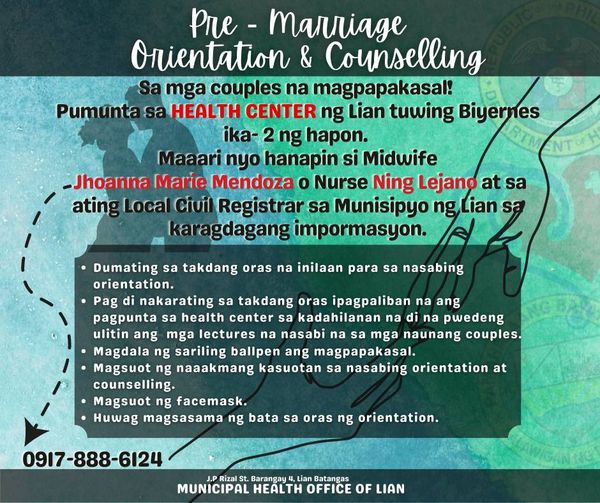 Pre - Marriage
Orientation & Counselling
Sa mga couples na magpapakasal!
Pumunta sa HEALTH CENTER ng Lian tuwing Biyernes
ika- 2 ng hapon.
Maaari nyo hanapin si Midwife
Jhoanna Marie Mendoza o Nurse Ning Lejano at sa
ating Local Civil Registrar sa Munisipyo ng Lian sa
karagdagang impormasyon.
• Dumating sa takdang oras na inilaan para sa nasabing
orientation.
• Pag di nakarating sa takdang oras ipagpaliban na ang
pagpunta sa health center sa kadahilanan na di na pwedeng
ulitin ang mga lectures na nasabi na sa mga naunang couples.
• Magdala ng sariling ballpen ang magpapakasal.
• Magsuot ng naaakmang kasuotan sa nasabing orientation at
counselling.
• Magsuot ng facemask.
• Huwag magsasama ng bata sa oras ng orientation.
0917-888-6124
J.P Rizal St. Barangay 4, Lian Batangas
MUNICIPAL HEALTH OFFICE OF LIAN